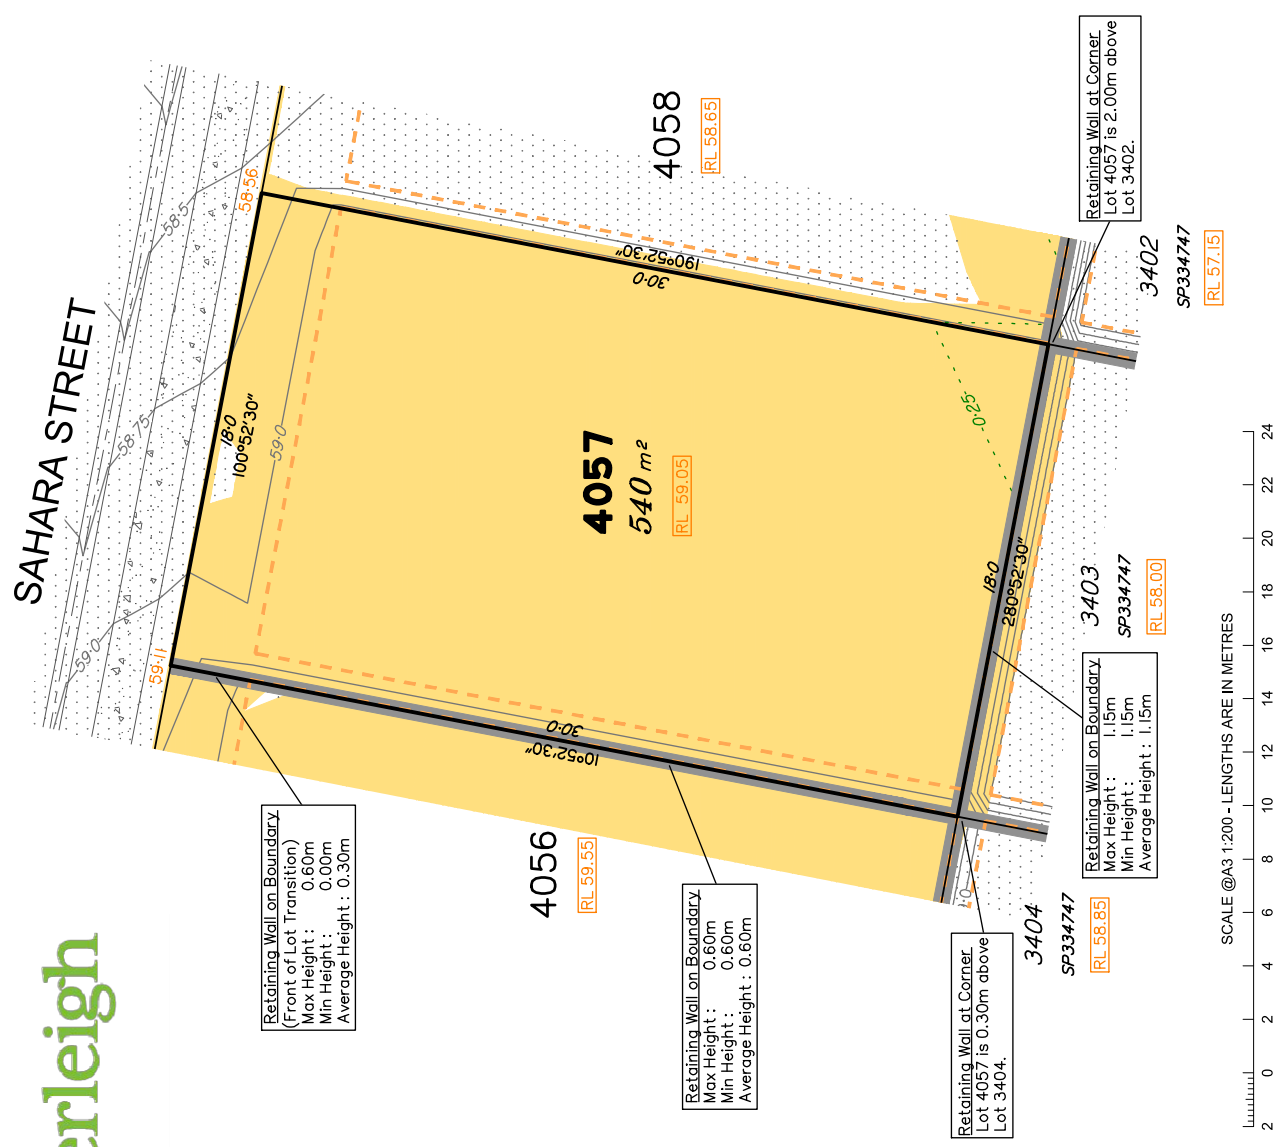 SAHARA STREET
58·5
58·75
59·0
58·56
59·11
18·0
100°52'30"
59·0
190°52'30"
30·0
4058
RL 58.65
4057
540 m²
RL 59.05
-0·25-
18·0
280°52'30"
30·0
10°52'30"
4056
RL 59.55
3402
SP334747
RL 57.15
3403
SP334747
RL 58.00
3404
SP334747
RL 58.85
Retaining Wall at Corner
Lot 4057 is 2.00m above
Lot 3402.
Retaining Wall on Boundary
(Front of Lot Transition)
Max Height : 0.60m
Min Height : 0.00m
Average Height : 0.30m
Retaining Wall on Boundary
Max Height : 0.60m
Min Height : 0.60m
Average Height : 0.60m
Retaining Wall on Boundary
Max Height : 1.15m
Min Height : 1.15m
Average Height : 1.15m
Retaining Wall at Corner
Lot 4057 is 0.30m above
Lot 3404.
erleigh
SCALE @A3 1:200 - LENGTHS ARE IN METRES
2 0 2 4 6 8 10 12 14 16 18 20 22 24